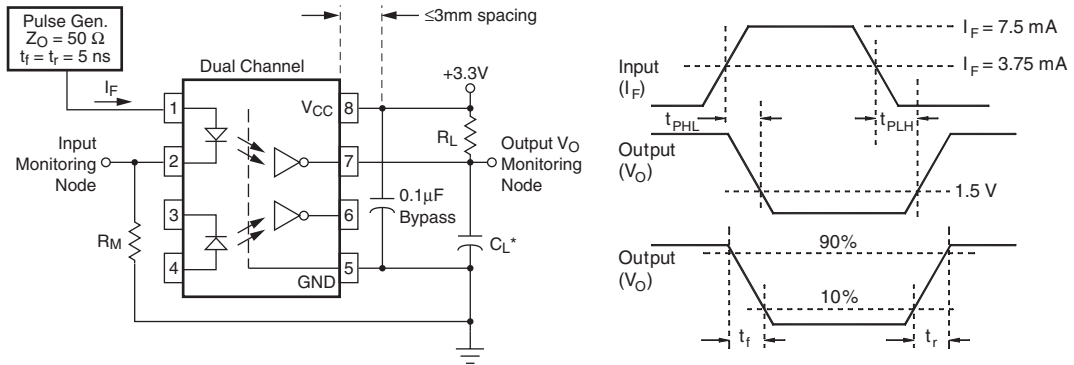 Pulse Gen.
Z_O = 50 Ω
t_f = t_r = 5 ns
≤3mm spacing
Dual Channel
+3.3V
I_F
1
V_CC
8
R_L
Input
Monitoring
Node
2
7
Output V_O
Monitoring
Node
3
6
0.1μF
Bypass
R_M
C_L*
4
GND
5
I_F = 7.5 mA
Input
(I_F)
I_F = 3.75 mA
t_PHL
t_PLH
Output
(V_O)
1.5 V
Output
(V_O)
90%
10%
t_f
t_r